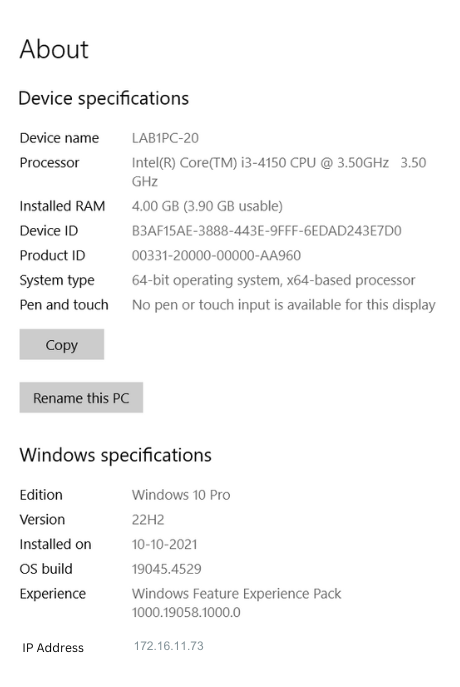 About
Device specifications
Device name LAB1PC-20
Processor Intel(R) Core(TM) i3-4150 CPU @ 3.50GHz 3.50
GHz
Installed RAM 4.00 GB (3.90 GB usable)
Device ID B3AF15AE-3888-443E-9FFF-6EDAD243E7D0
Product ID 00331-20000-00000-AA960
System type 64-bit operating system, x64-based processor
Pen and touch No pen or touch input is available for this display
Copy
Rename this PC
Windows specifications
Edition Windows 10 Pro
Version 22H2
Installed on 10-10-2021
OS build 19045.4529
Experience Windows Feature Experience Pack
1000.19058.1000.0
IP Address 172.16.11.73